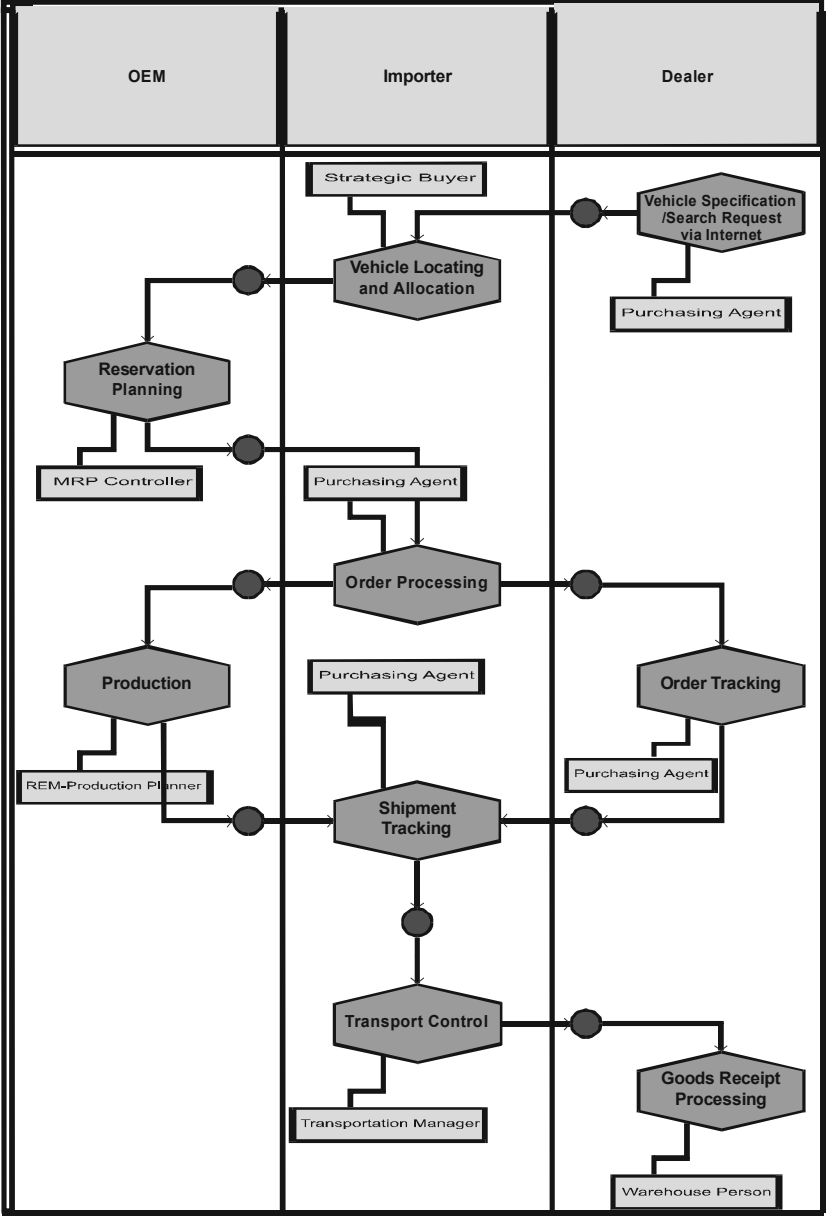 OEM
Importer
Dealer
Strategic Buyer
Vehicle Specification
/Search Request
via Internet
Vehicle Locating
and Allocation
Purchasing Agent
Reservation
Planning
MRP Controller
Purchasing Agent
Order Processing
Production
Purchasing Agent
Order Tracking
REM-Production Planner
Purchasing Agent
Shipment
Tracking
Transport Control
Goods Receipt
Processing
Transportation Manager
Warehouse Person